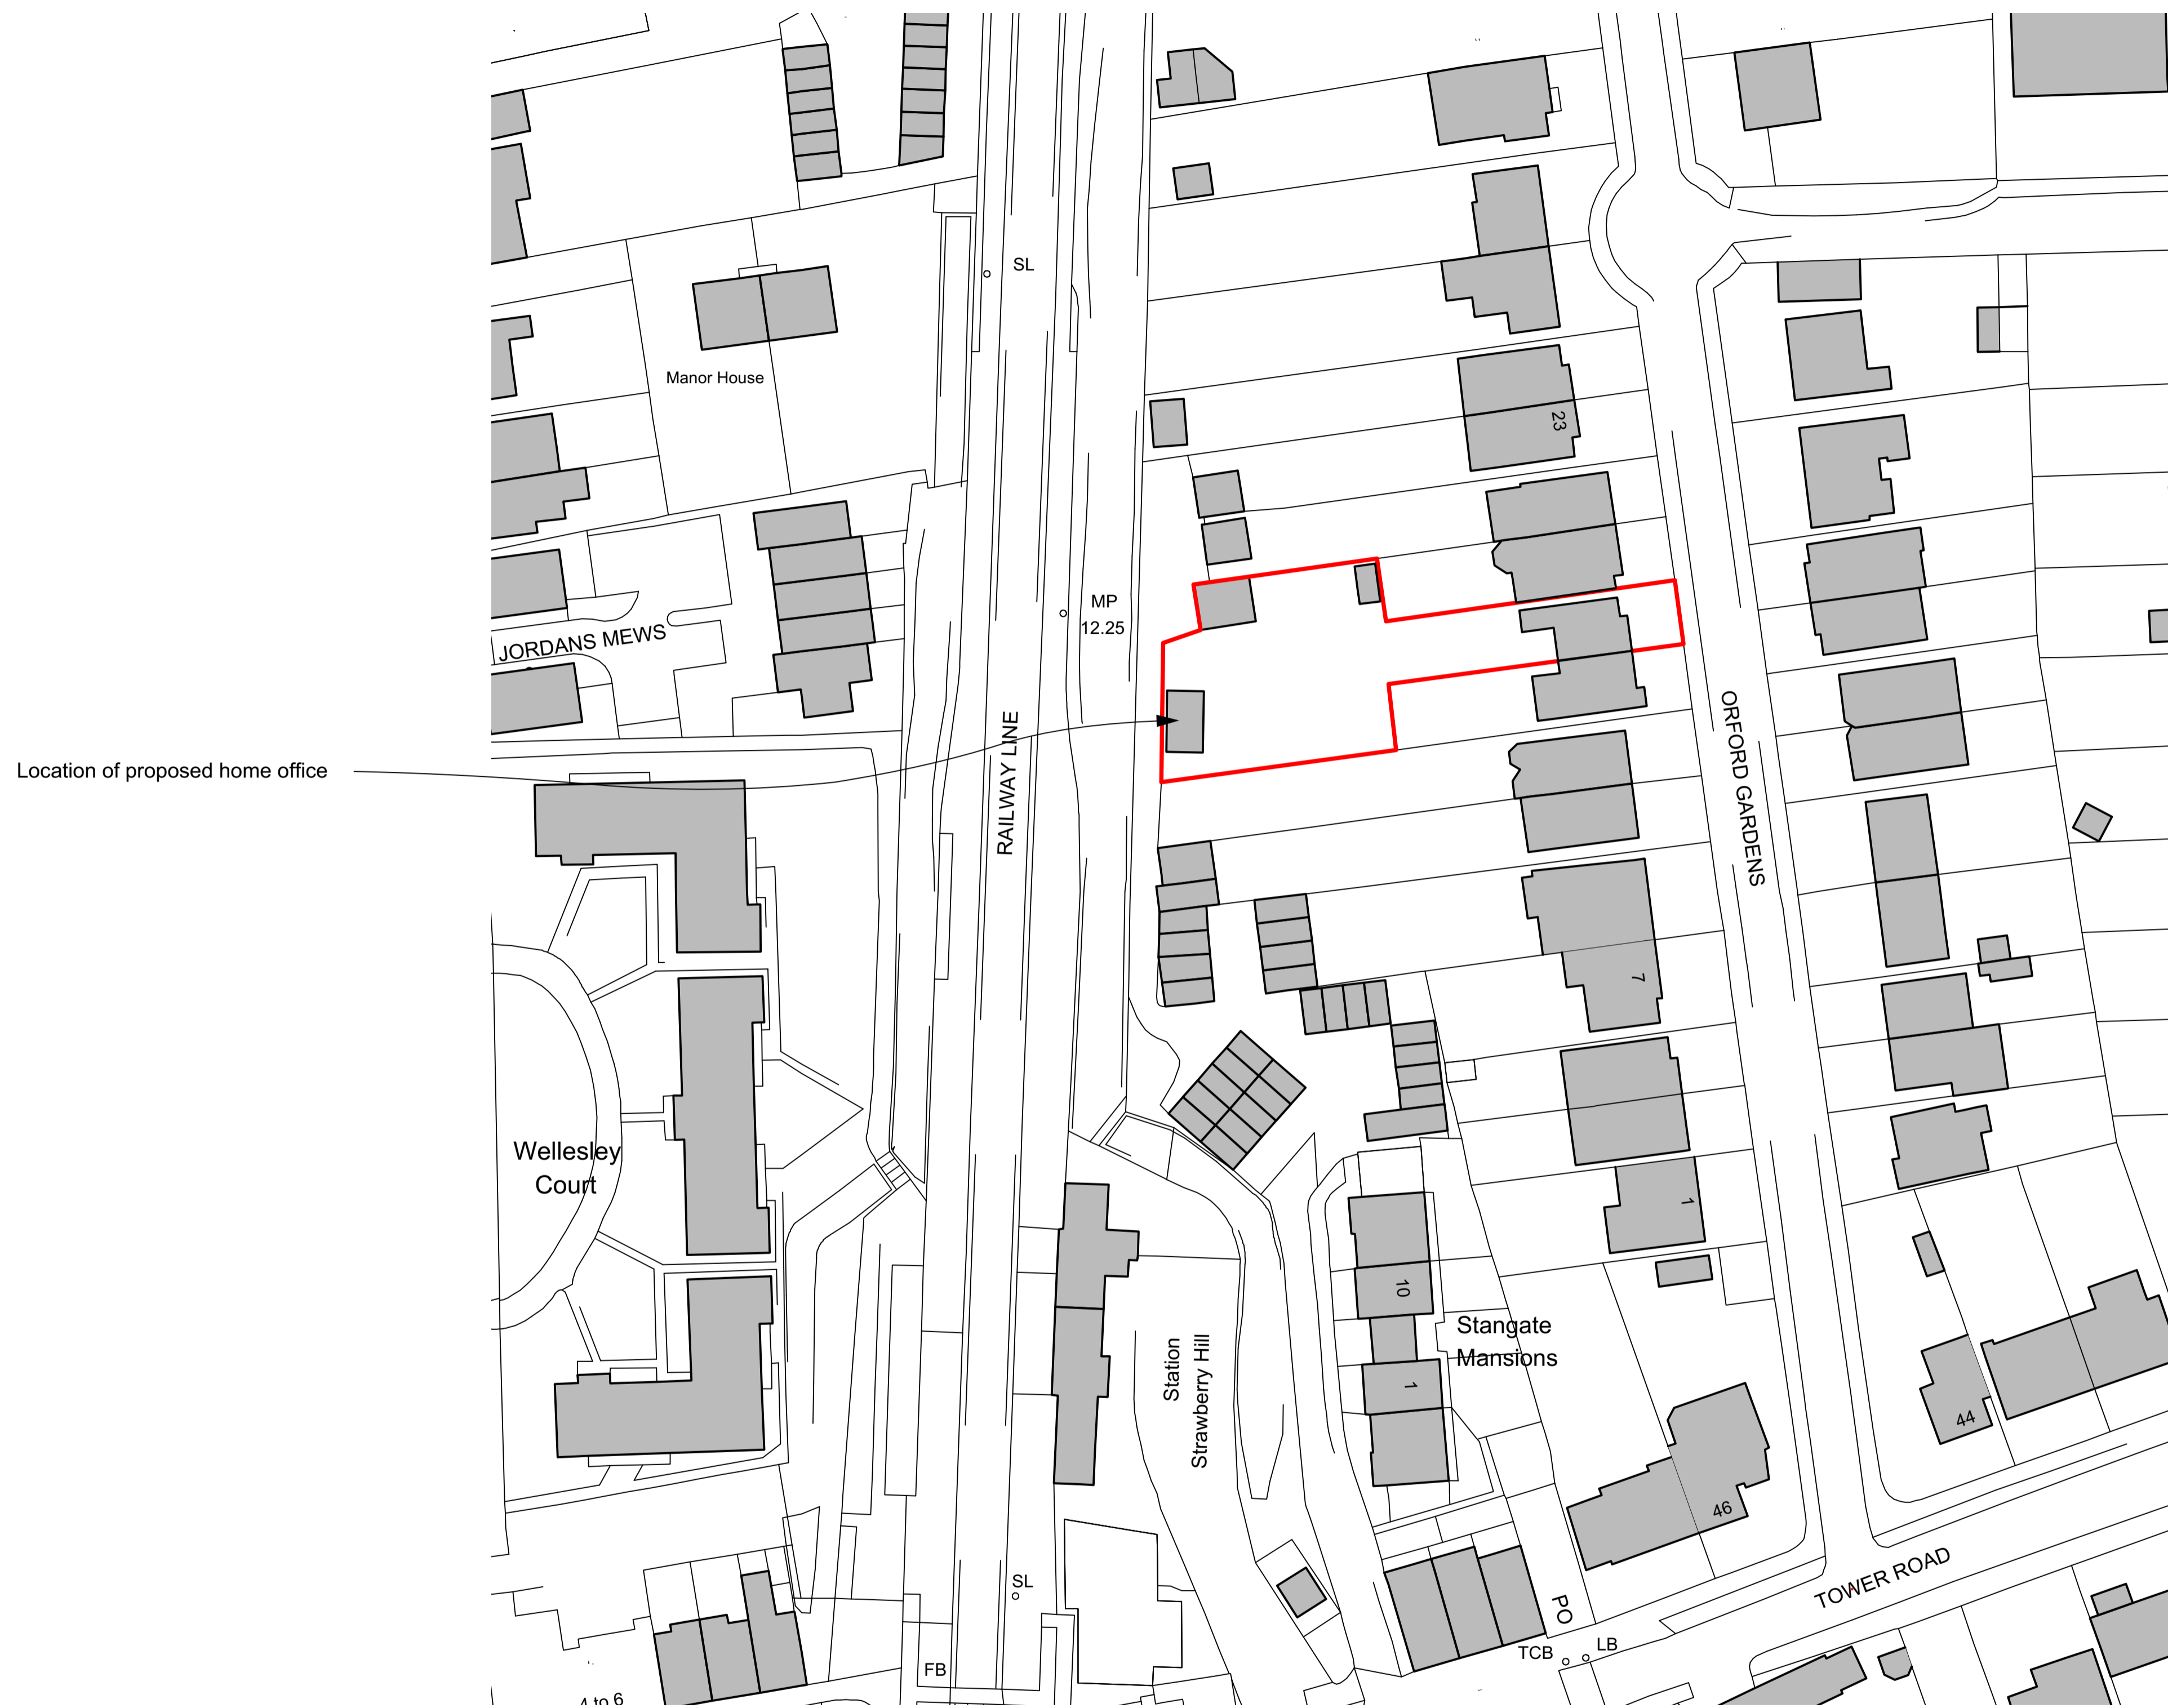 SL
Manor House
23
MP
12.25
JORDANS MEWS
RAILWAY LINE
ORFORD GARDENS
Location of proposed home office
7
Wellesley
Court
1
10
Stangate
Mansions
1
Station
Strawberry Hill
44
46
TOWER ROAD
SL
PO
TCB
LB
FB
4 to 6